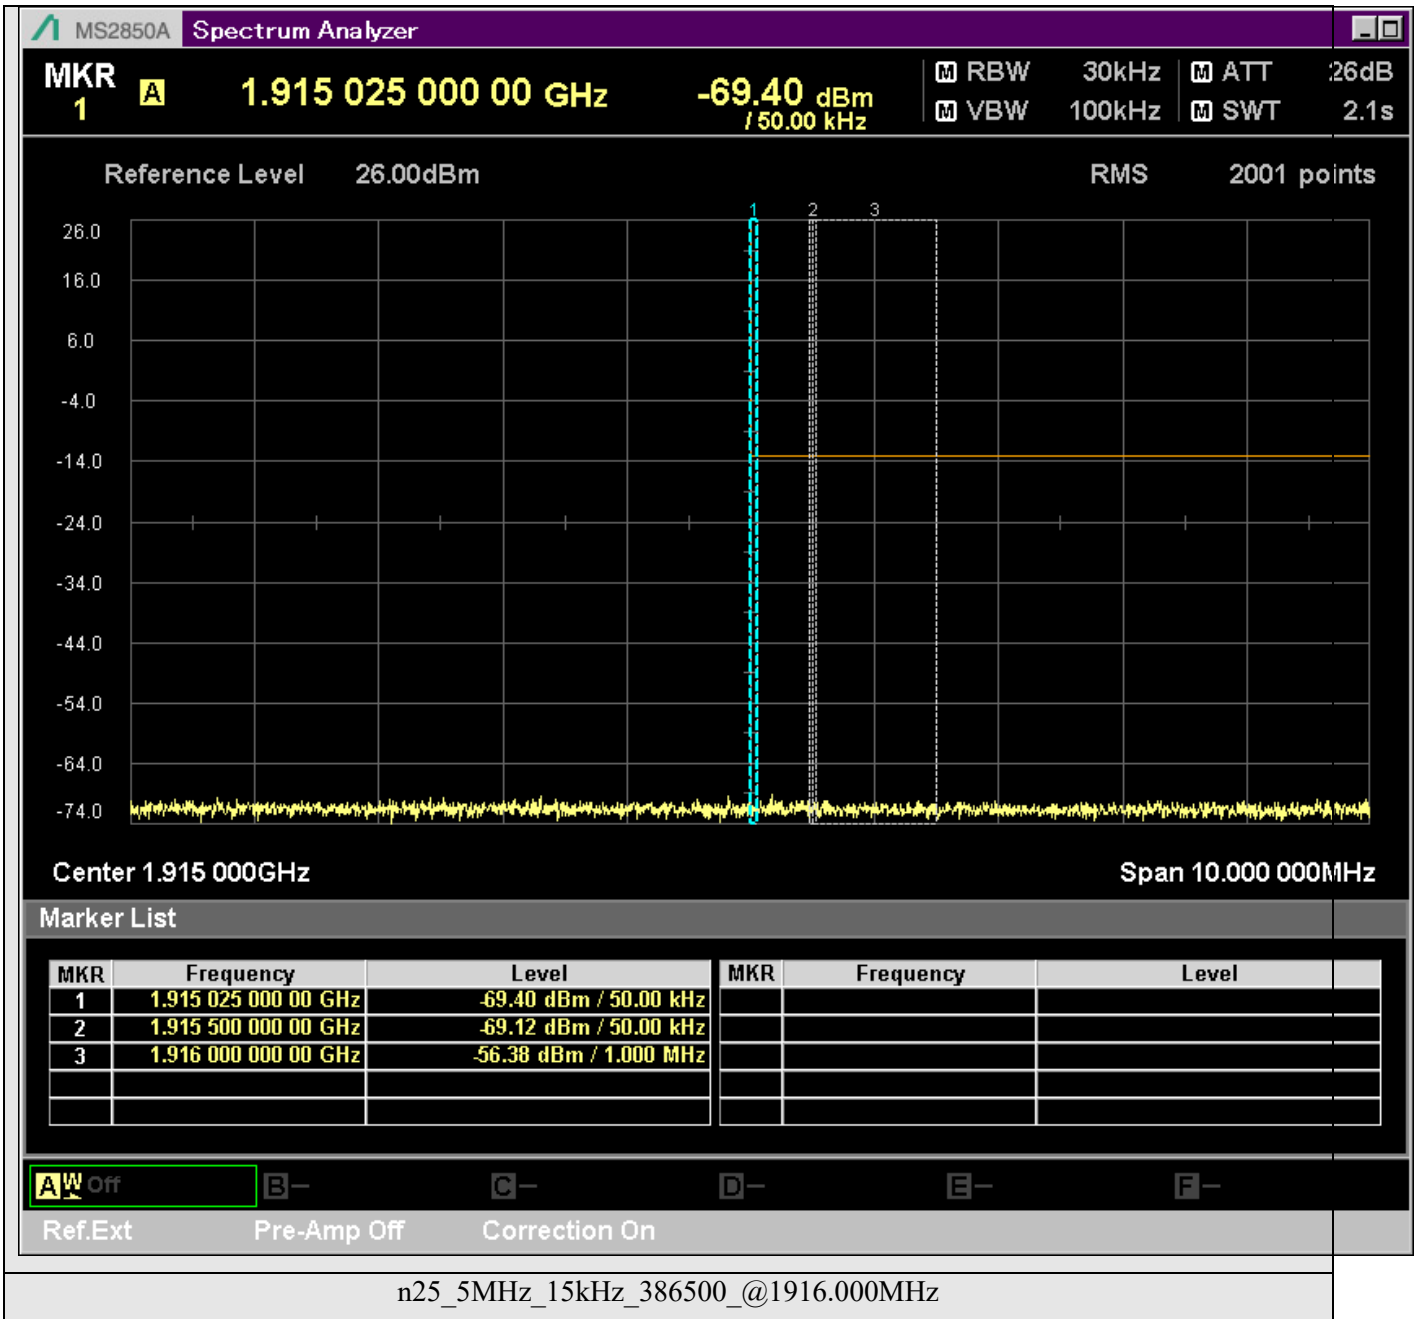 MS2850A Spectrum Analyzer
MKR 1 A 1.915 025 000 00 GHz -69.40 dBm / 50.00 kHz
M RBW 30kHz M ATT 26dB
M VBW 100kHz M SWT 2.1s
Reference Level 26.00dBm RMS 2001 points
1 2 3
26.0
16.0
6.0
-4.0
-14.0
-24.0
-34.0
-44.0
-54.0
-64.0
-74.0
Center 1.915 000GHz Span 10.000 000MHz
Marker List
MKR Frequency Level MKR Frequency Level
1 1.915 025 000 00 GHz -69.40 dBm / 50.00 kHz
2 1.915 500 000 00 GHz -69.12 dBm / 50.00 kHz
3 1.916 000 000 00 GHz -56.38 dBm / 1.000 MHz
A W Off B - C - D - E - F -
Ref.Ext Pre-Amp Off Correction On
n25_5MHz_15kHz_386500_@1916.000MHz